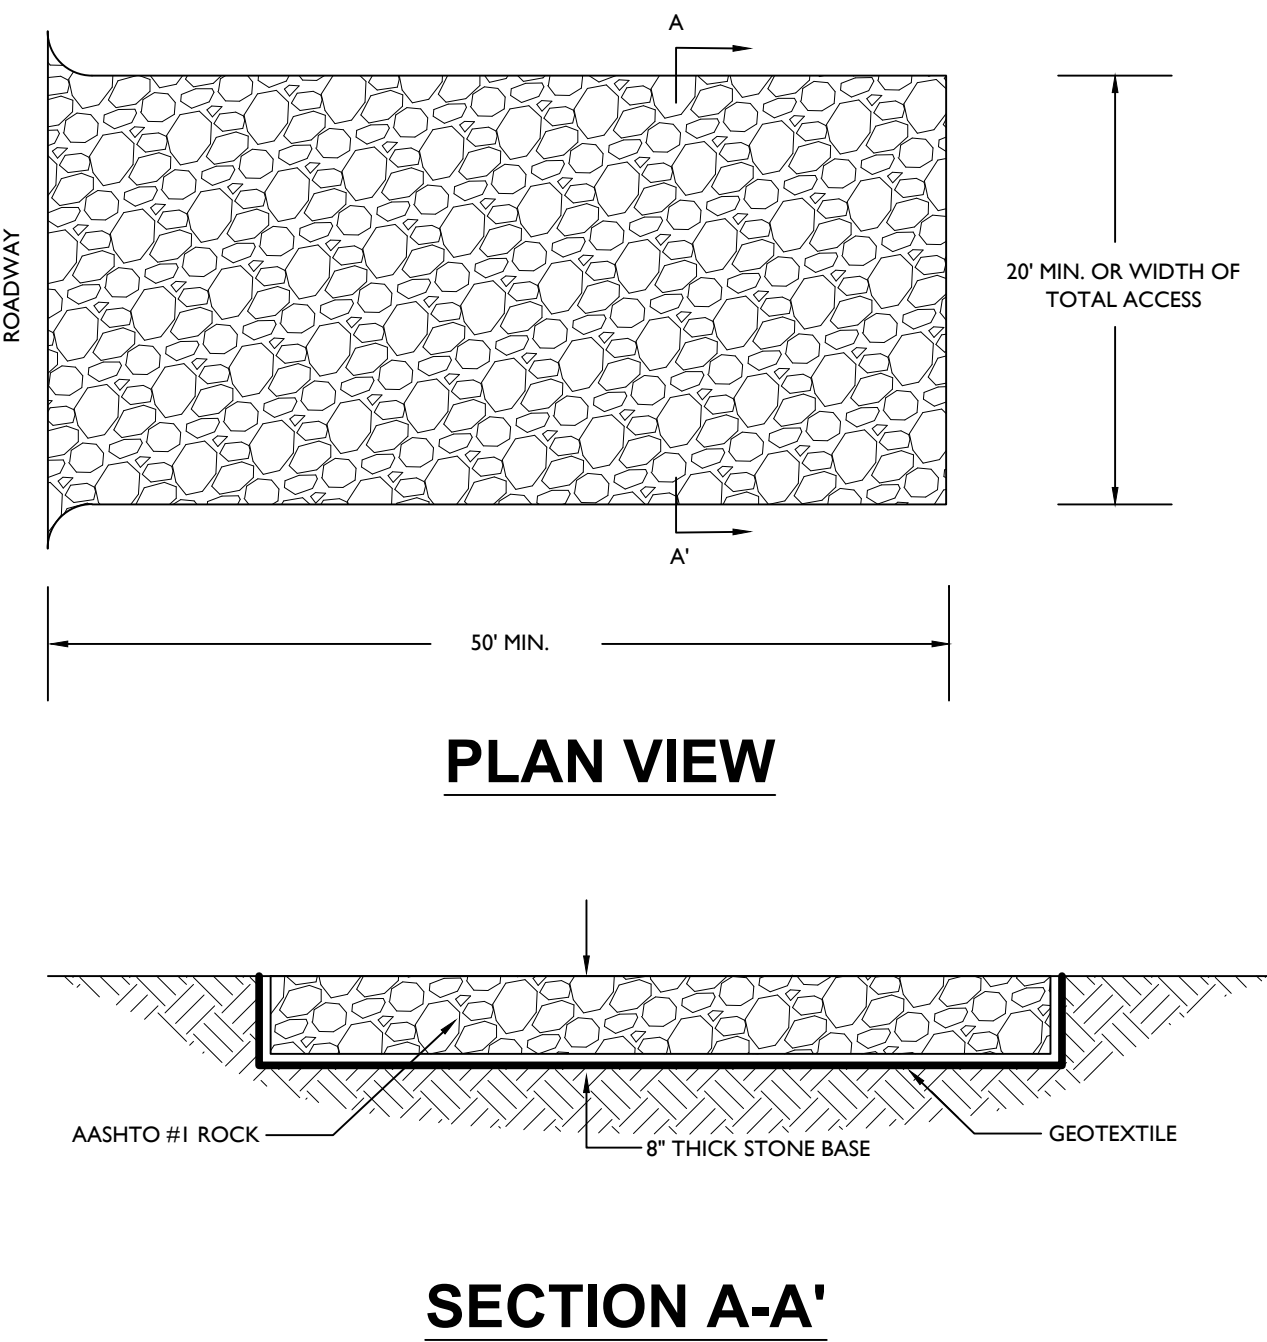 A
ROADWAY
20' MIN. OR WIDTH OF
TOTAL ACCESS
A'
50' MIN.
PLAN VIEW
AASHTO #1 ROCK
8" THICK STONE BASE
GEOTEXTILE
SECTION A-A'